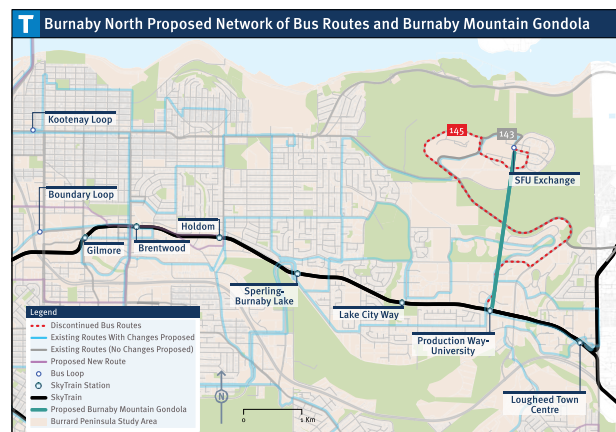 T Burnaby North Proposed Network of Bus Routes and Burnaby Mountain Gondola
Kootenay Loop
145
143
SFU Exchange
Boundary Loop
Holdom
Gilmore
Brentwood
Sperling-
Burnaby Lake
Lake City Way
Production Way-
University
Lougheed Town
Centre
Legend
Discontinued Bus Routes
Existing Routes With Changes Proposed
Existing Routes (No Changes Proposed)
Proposed New Route
Bus Loop
SkyTrain Station
SkyTrain
Proposed Burnaby Mountain Gondola
Burrard Peninsula Study Area
N
0 1 Km